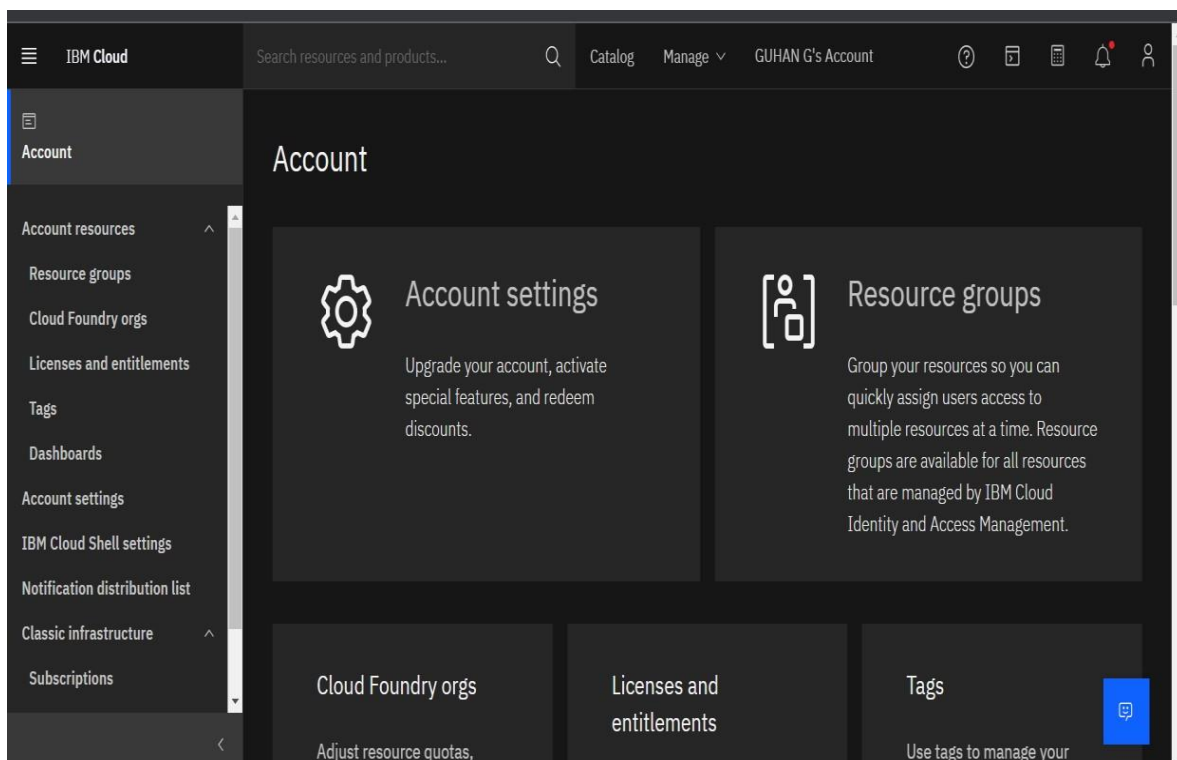 IBM Cloud
Search resources and products...
Catalog
Manage
GUHAN G's Account
Account
Account resources
Resource groups
Cloud Foundry orgs
Licenses and entitlements
Tags
Dashboards
Account settings
IBM Cloud Shell settings
Notification distribution list
Classic infrastructure
Subscriptions
Account
Account settings
Upgrade your account, activate
special features, and redeem
discounts.
Resource groups
Group your resources so you can
quickly assign users access to
multiple resources at a time. Resource
groups are available for all resources
that are managed by IBM Cloud
Identity and Access Management.
Cloud Foundry orgs
Adjust resource quotas,
Licenses and
entitlements
Tags
Use tags to manage your